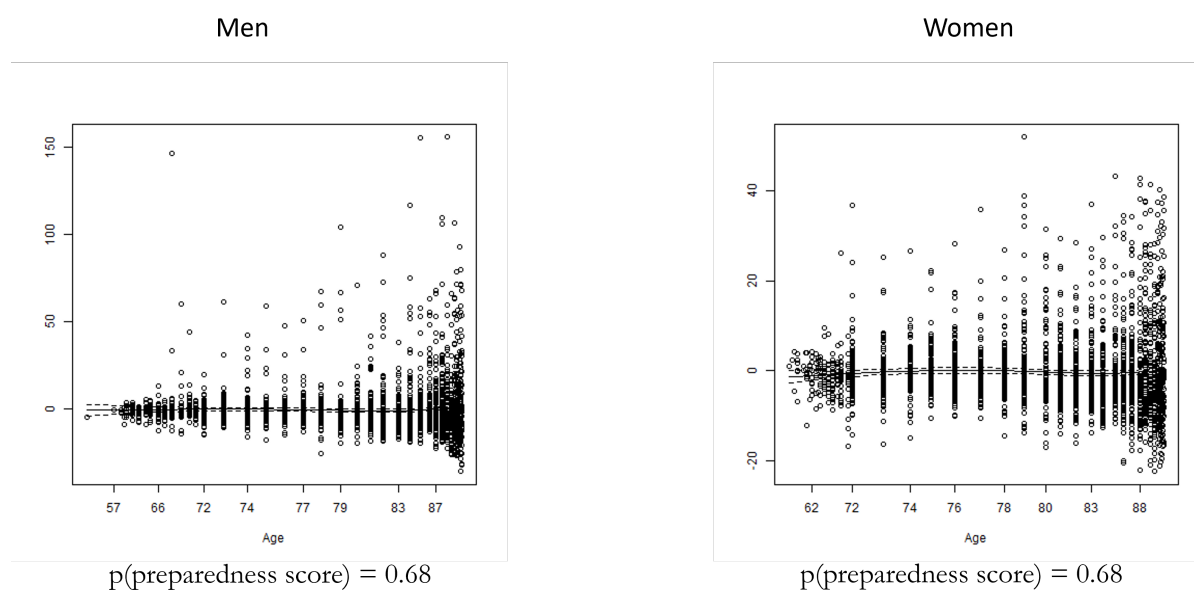 Men
Women
150
100
50
0
57 66 72 74 77 79 83 87
Age
40
20
0
-20
62 72 74 76 78 80 83 88
Age
p(preparedness score) = 0.68
p(preparedness score) = 0.68